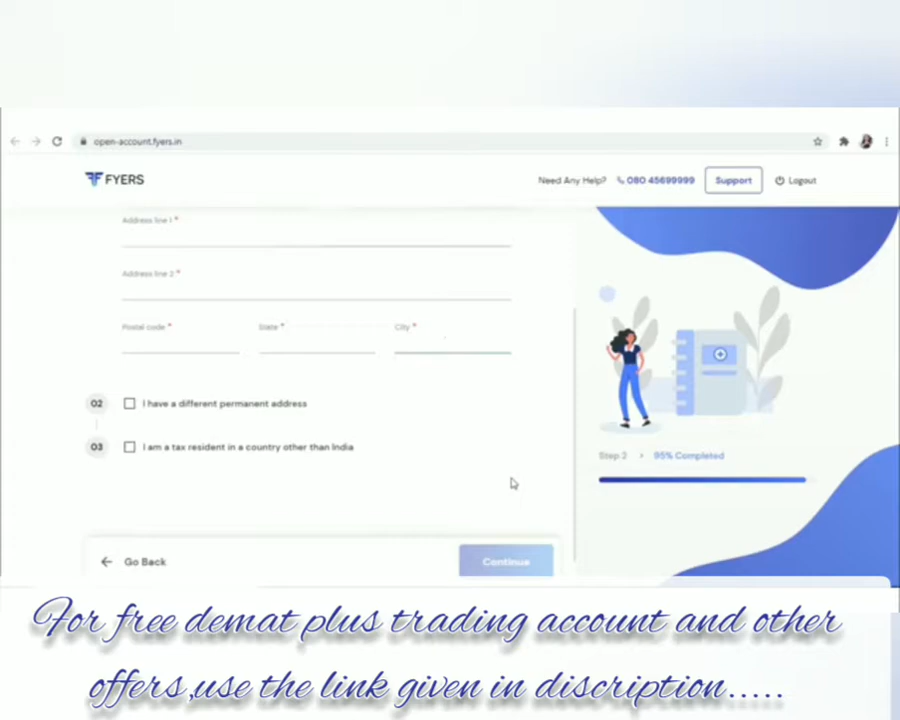 open-account.fyers.in
FYERS
Need Any Help? 080 45699999 Support Logout
Address line 1 *
Address line 2 *
Postal code * State * City *
02 I have a different permanent address
03 I am a tax resident in a country other than India
Step 2 95% Completed
Go Back Continue
For free demat plus trading account and other
offers,use the link given in discription.....